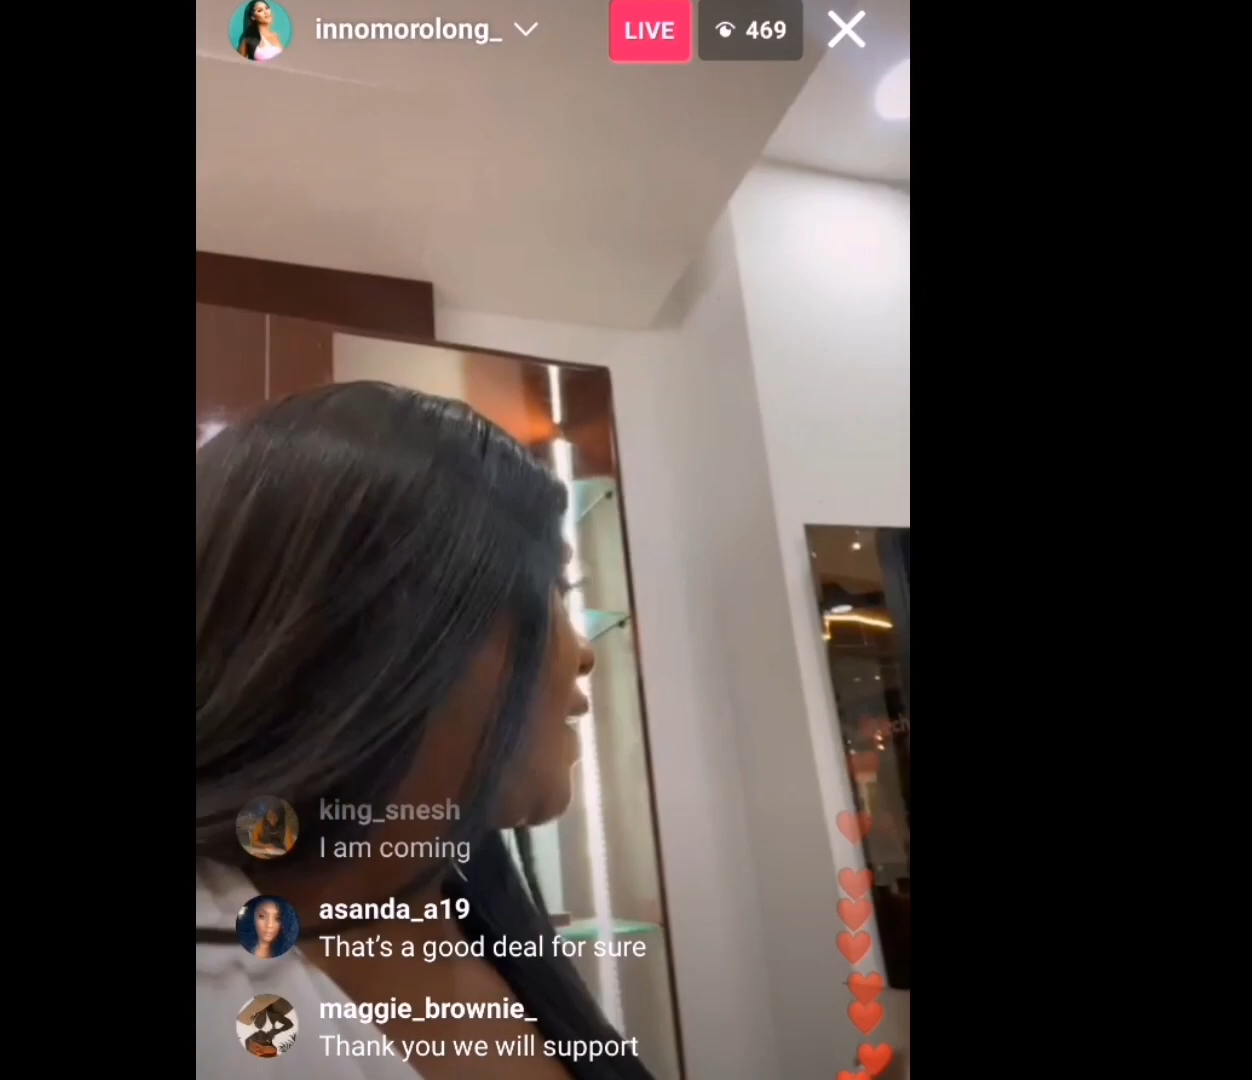 innomorolong_
LIVE
469
king_snesh
I am coming
asanda_a19
That's a good deal for sure
maggie_brownie_
Thank you we will support